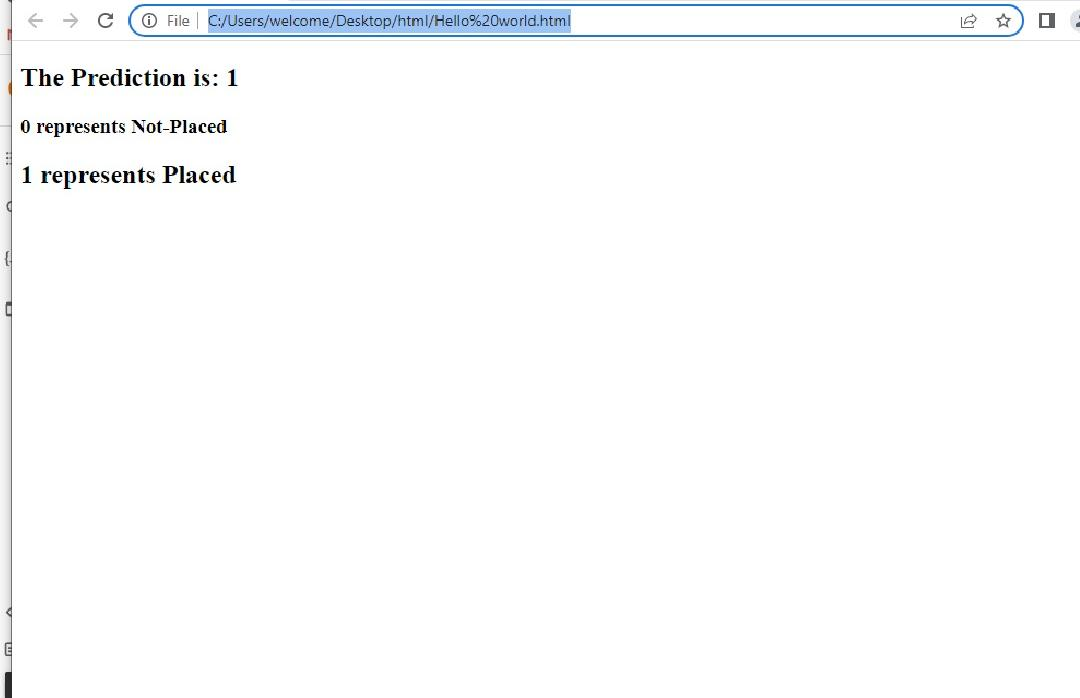 File
C:/Users/welcome/Desktop/html/Hello%20world.html
The Prediction is: 1
0 represents Not-Placed
1 represents Placed